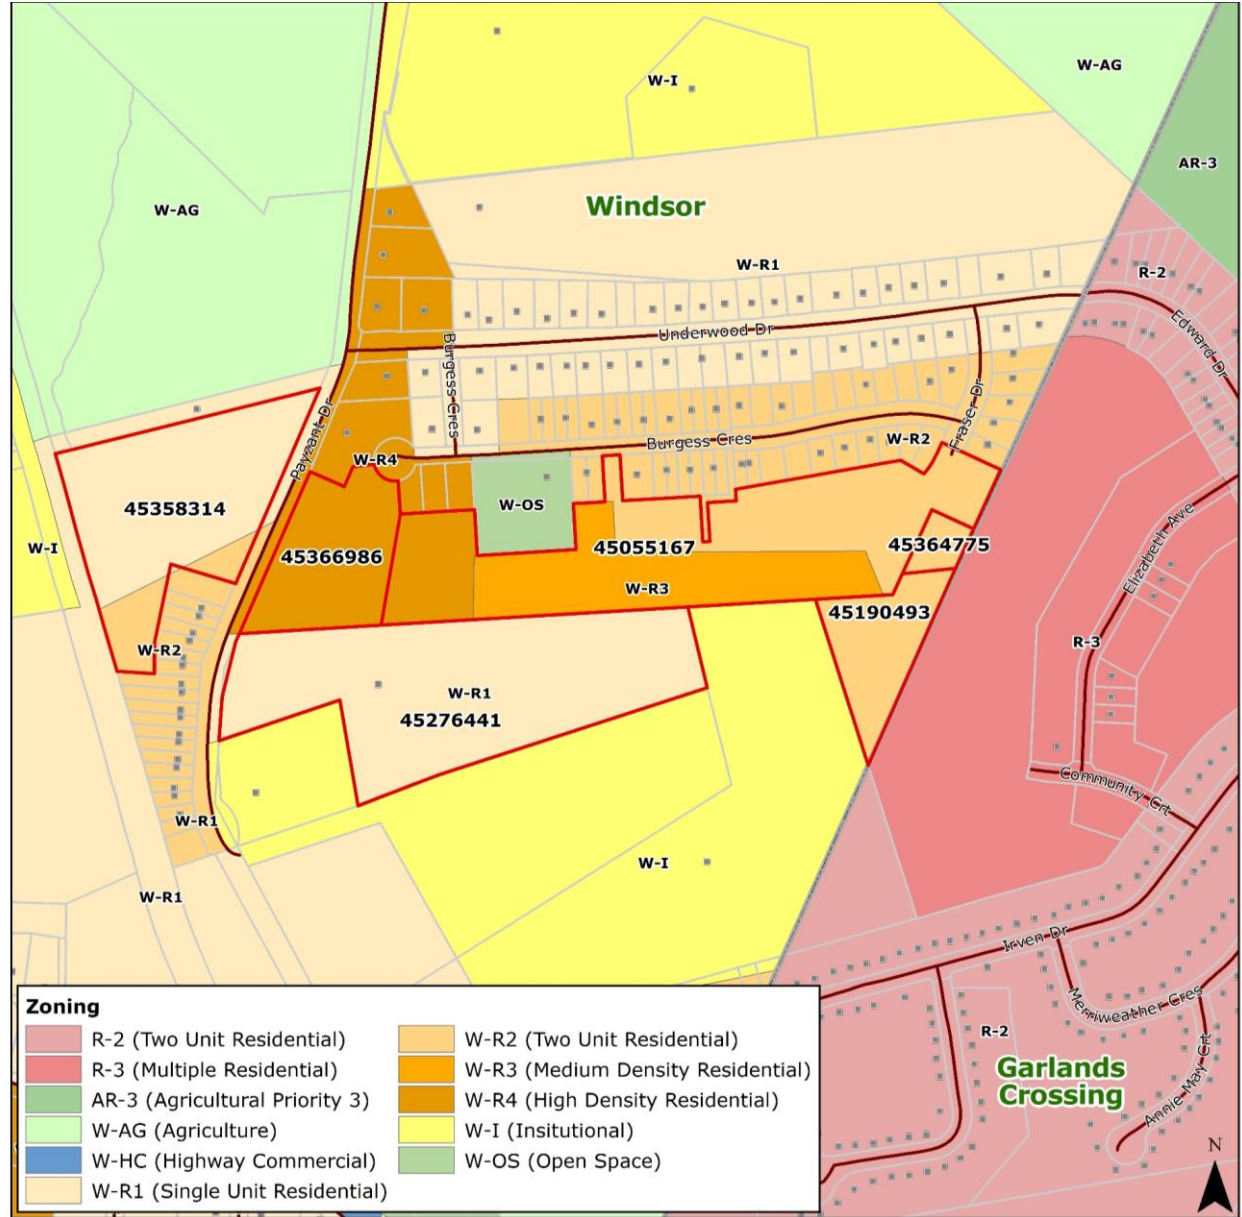 W-AG
W-I
AR-3
W-AG
Windsor
W-R1
R-2
Edward Dr
Underwood Dr
Burgess Cres
Payzant Dr
Fraser Dr
Burgess Cres
W-R2
W-R4
45358314
W-OS
W-I
45366986
45055167
45364775
Elizabeth Ave
W-R3
45190493
W-R2
R-3
W-R1
45276441
Community Crt
W-R1
W-I
W-R1
Irven Dr
Merriweather Cres
R-2
Garlands
Crossing
Annie May Crt
N
Zoning
R-2 (Two Unit Residential)
R-3 (Multiple Residential)
AR-3 (Agricultural Priority 3)
W-AG (Agriculture)
W-HC (Highway Commercial)
W-R1 (Single Unit Residential)
W-R2 (Two Unit Residential)
W-R3 (Medium Density Residential)
W-R4 (High Density Residential)
W-I (Insitutional)
W-OS (Open Space)